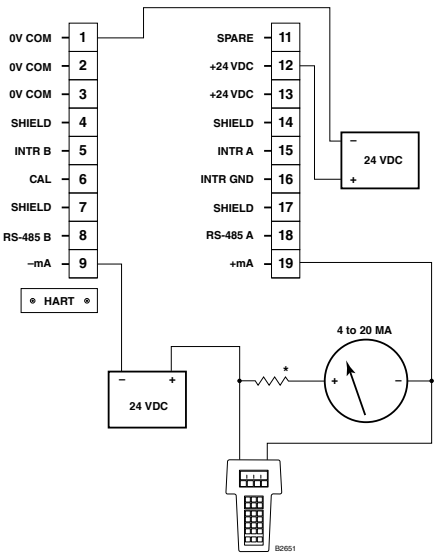 0V COM - 1
0V COM - 2
0V COM - 3
SHIELD - 4
INTR B - 5
CAL - 6
SHIELD - 7
RS-485 B - 8
–mA - 9
HART
SPARE - 11
+24 VDC - 12
+24 VDC - 13
SHIELD - 14
INTR A - 15
INTR GND - 16
SHIELD - 17
RS-485 A - 18
+mA - 19
–
24 VDC
+
4 to 20 MA
*
+ –
– +
24 VDC
B2651